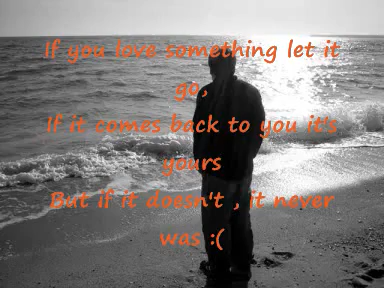 If you love something let it
go,
If it comes back to you it's
yours
But if it doesn't , it never
was :(